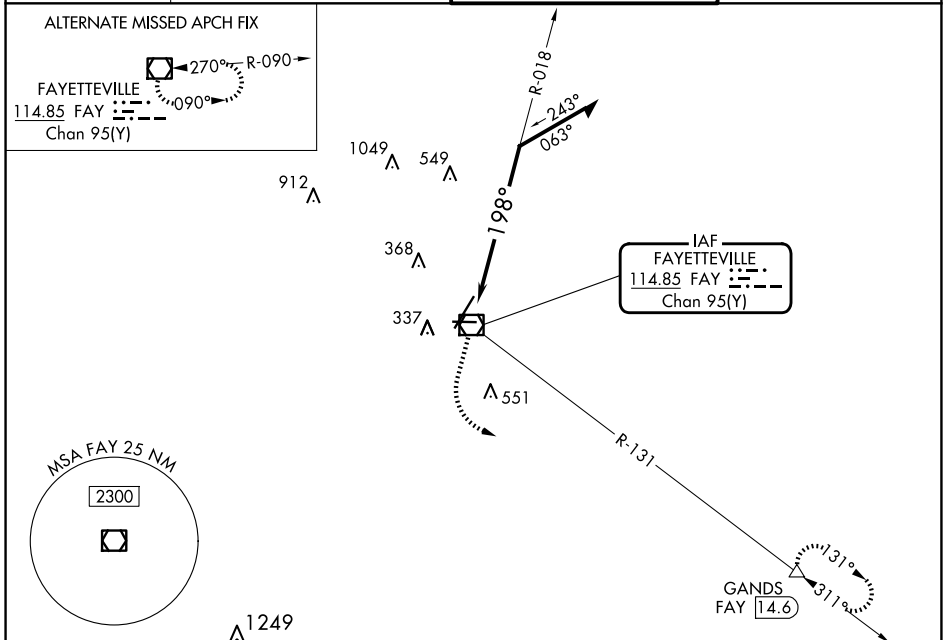 ALTERNATE MISSED APCH FIX
270° R-090
FAYETTEVILLE
090°
114.85 FAY
Chan 95(Y)
R-018
243°
063°
1049
549
912
198°
368
IAF
FAYETTEVILLE
114.85 FAY
Chan 95(Y)
337
551
R-131
MSA FAY 25 NM
2300
131°
311°
GANDS
FAY 14.6
1249